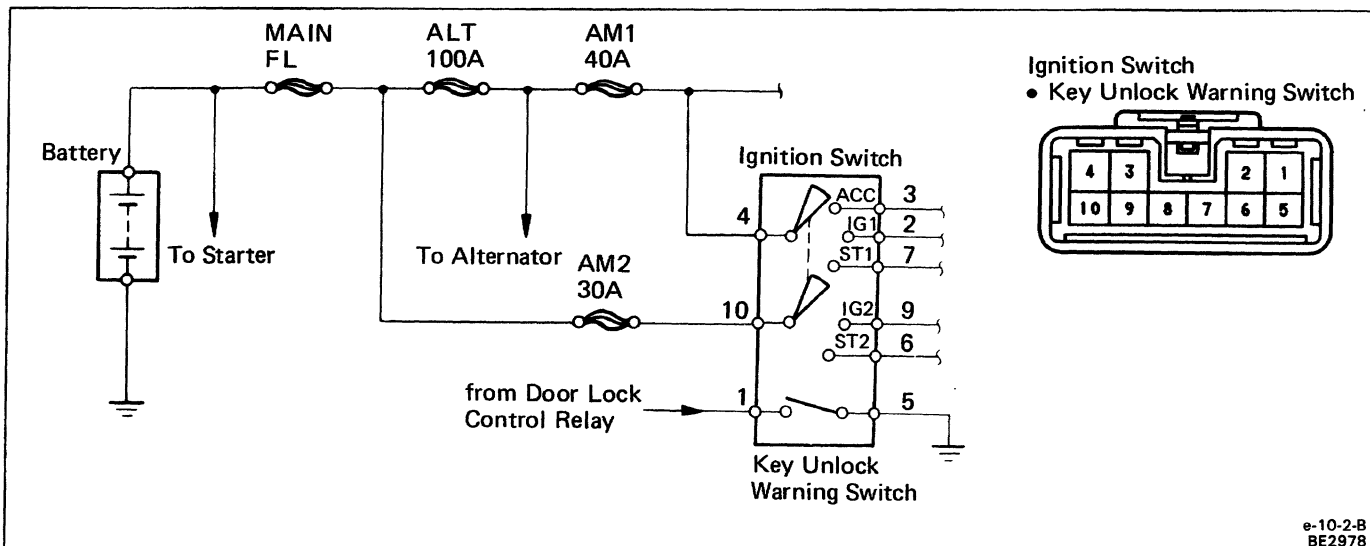 MAIN
FL
ALT
100A
AM1
40A
Battery
To Starter
To Alternator
AM2
30A
Ignition Switch
4
ACC
3
IG1
2
ST1
7
10
IG2
9
ST2
6
from Door Lock
Control Relay
1
5
Key Unlock
Warning Switch
Ignition Switch
• Key Unlock Warning Switch
4 3 2 1
10 9 8 7 6 5
e-10-2-B
BE2978